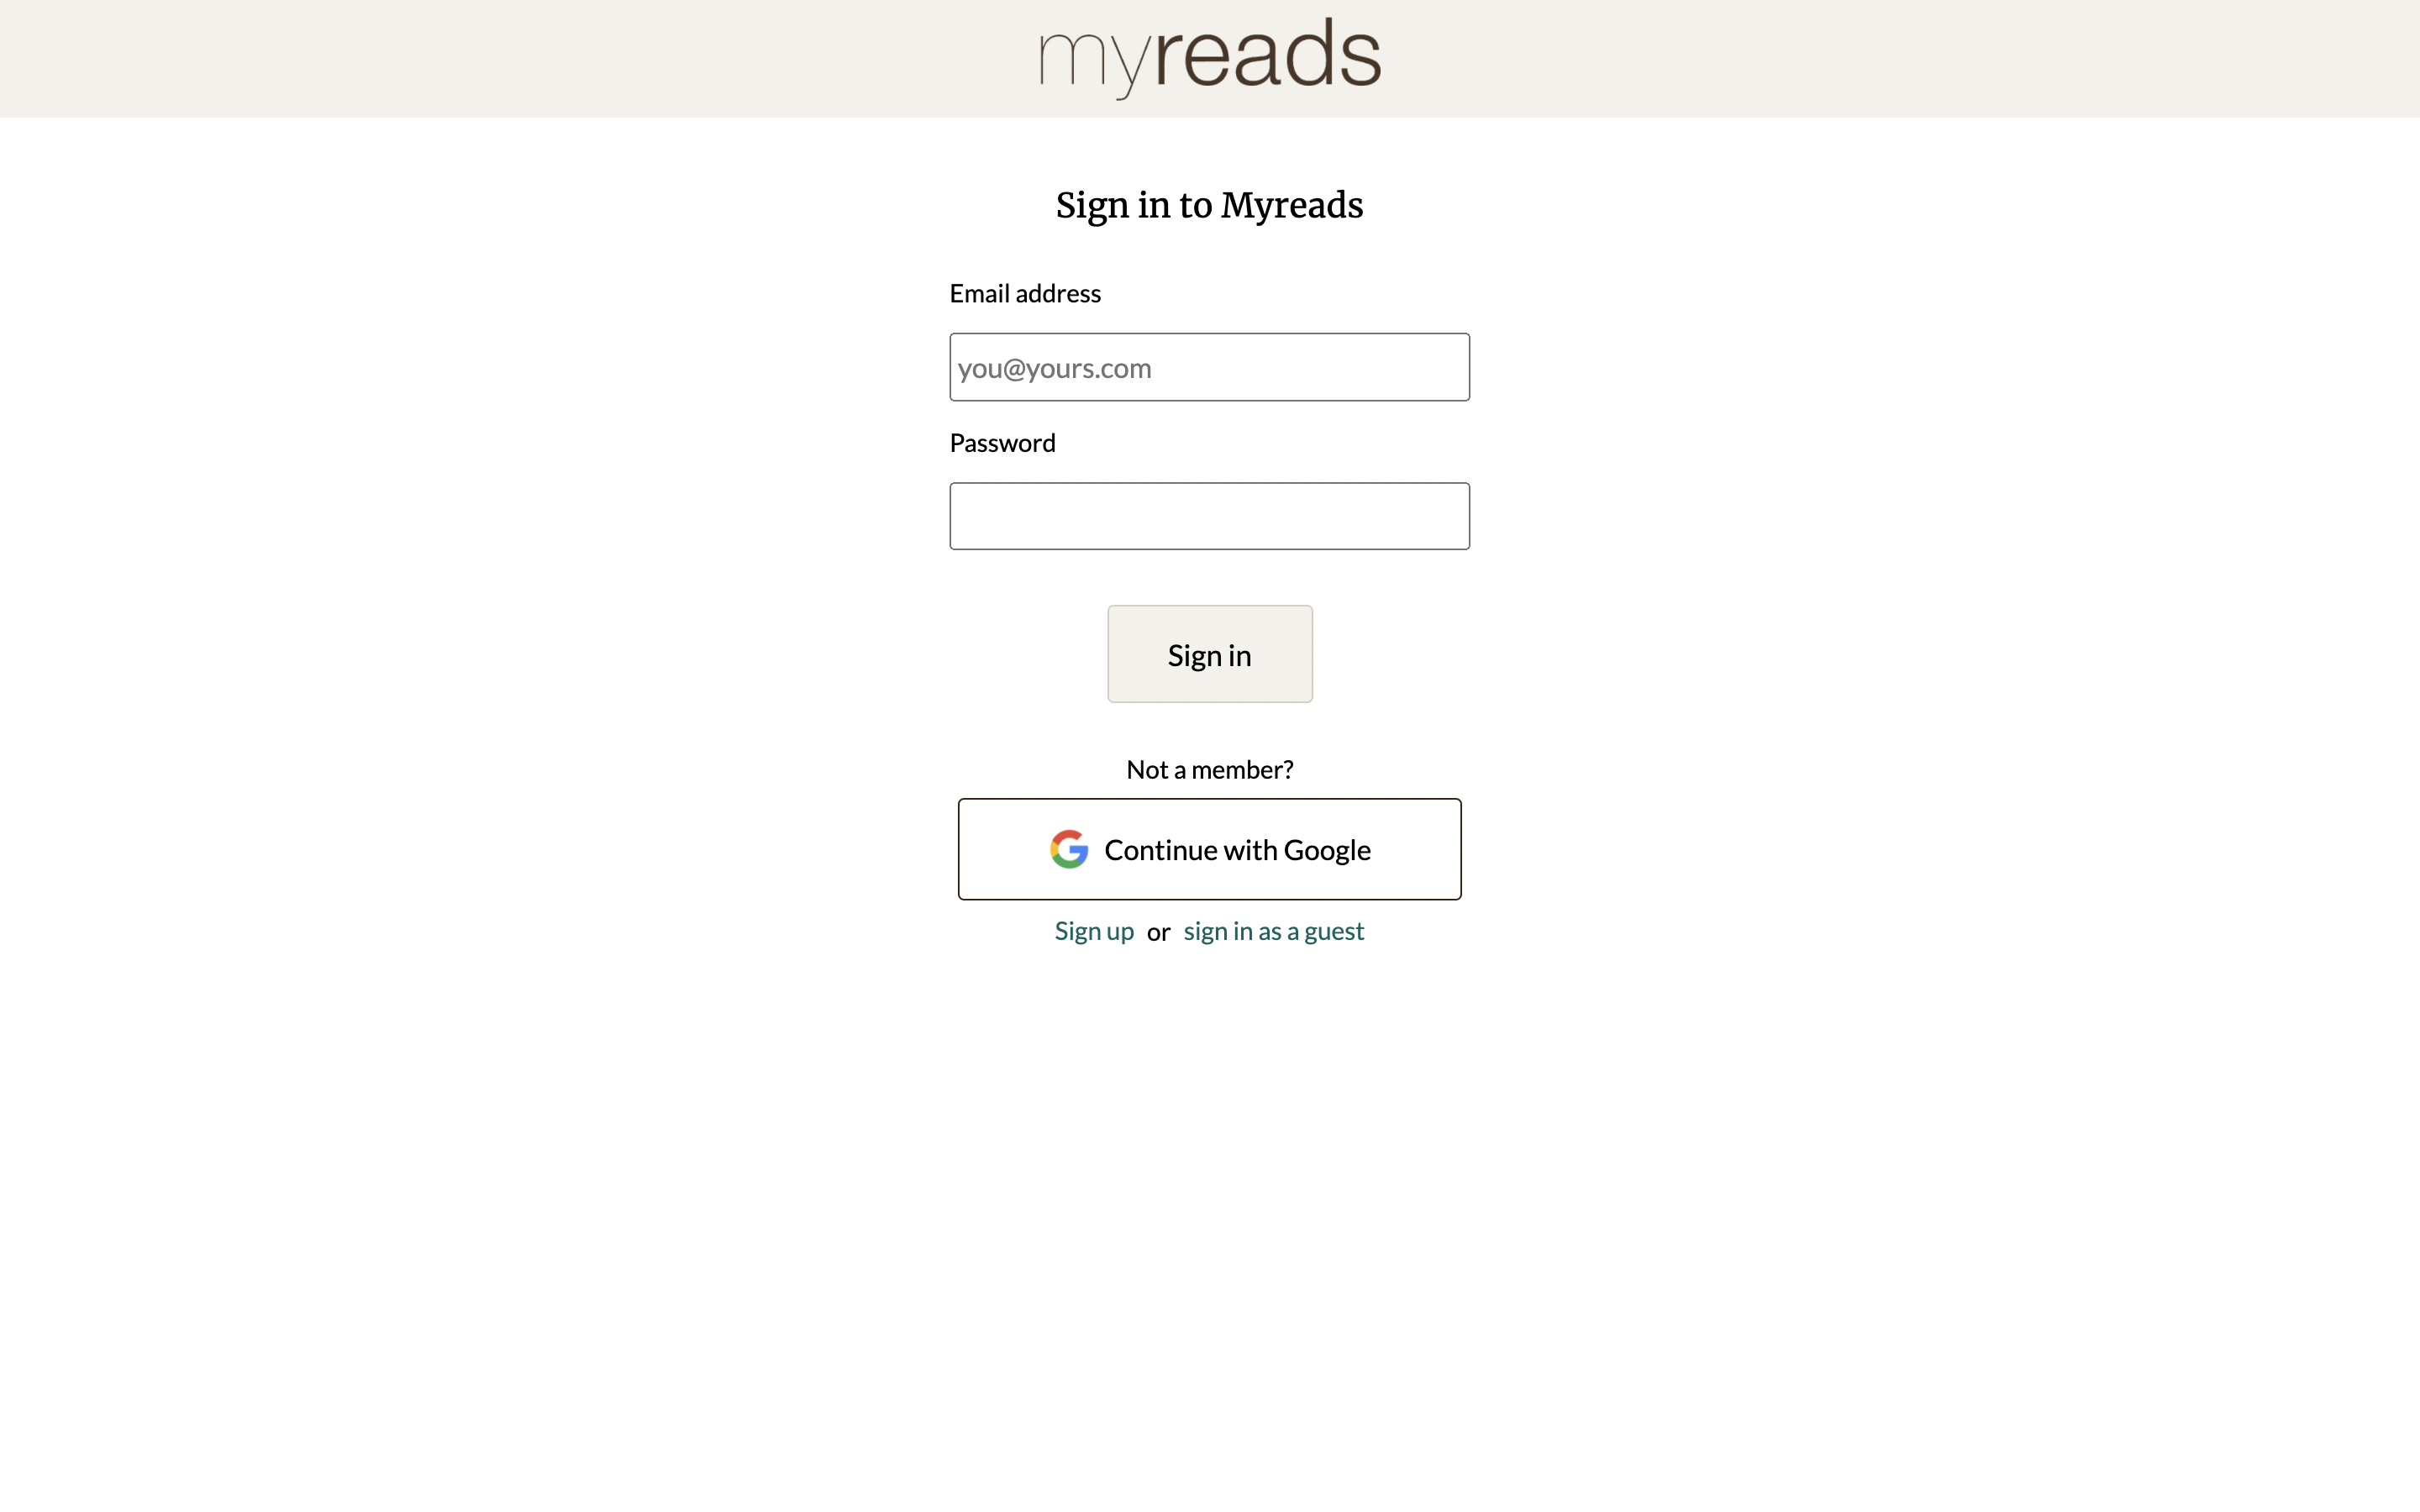 myreads
Sign in to Myreads
Email address
you@yours.com
Password
Sign in
Not a member?
Continue with Google
Sign up or sign in as a guest